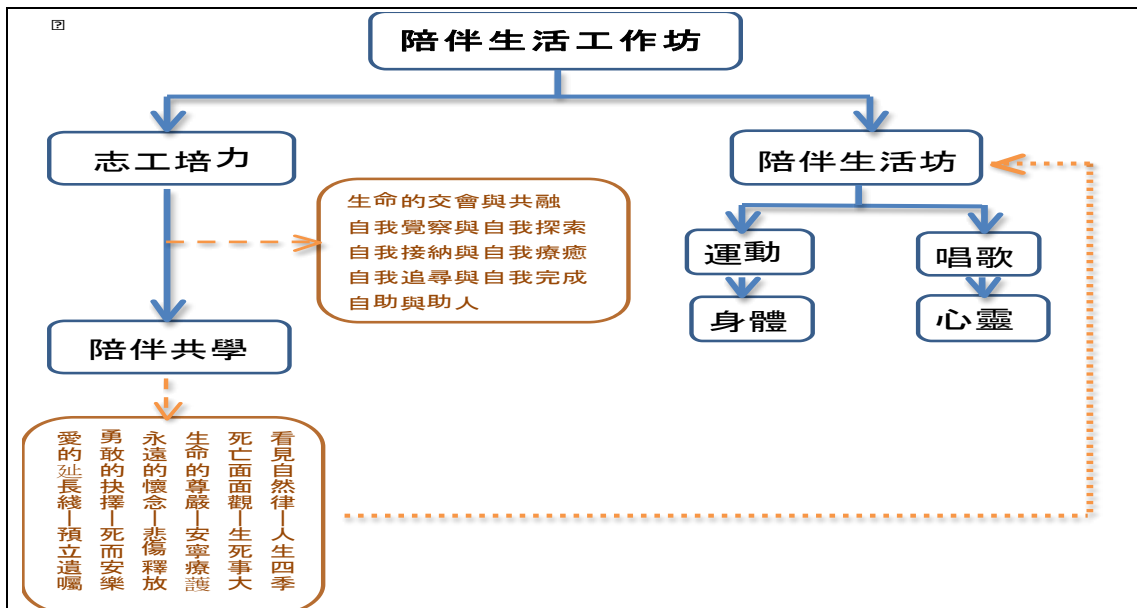 陪伴生活工作坊
志工培力
陪伴生活坊
生命的交會與共融
自我覺察與自我探索
自我接納與自我療癒
自我追尋與自我完成
自助與助人
運動
唱歌
身體
心靈
陪伴共學
看見自然律—人生四季
死亡面面觀—生死事大
生命的尊嚴—安寧療護
永遠的懷念—悲傷釋放
勇敢的抉擇—死而安樂
愛的延長綫—預立遺囑